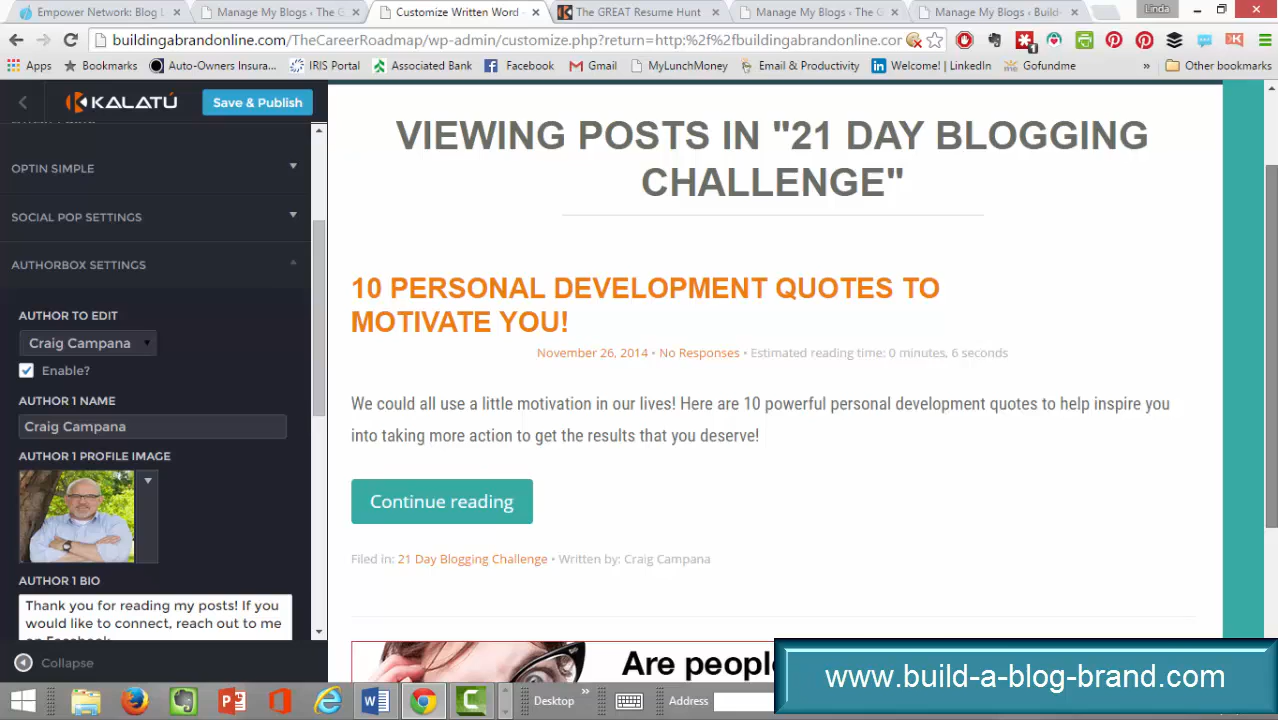 Empower Network: Blog L
Manage My Blogs ‹ The G
Customize Written Word -
The GREAT Resume Hunt
Manage My Blogs ‹ The G
Manage My Blogs ‹ Build-
Linda
buildingabrandonline.com/TheCareerRoadmap/wp-admin/customize.php?return=http:%2f%2fbuildingabrandonline.cor
Apps
Bookmarks
Auto-Owners Insura...
IRIS Portal
Associated Bank
Facebook
Gmail
MyLunchMoney
Email & Productivity
Welcome! | LinkedIn
Gofundme
»
Other bookmarks
KALATÚ
Save & Publish
OPTIN SIMPLE
SOCIAL POP SETTINGS
AUTHORBOX SETTINGS
AUTHOR TO EDIT
Craig Campana
Enable?
AUTHOR 1 NAME
Craig Campana
AUTHOR 1 PROFILE IMAGE
AUTHOR 1 BIO
Thank you for reading my posts! If you
would like to connect, reach out to me
on Facebook
Collapse
VIEWING POSTS IN "21 DAY BLOGGING
CHALLENGE"
10 PERSONAL DEVELOPMENT QUOTES TO
MOTIVATE YOU!
November 26, 2014 • No Responses • Estimated reading time: 0 minutes, 6 seconds
We could all use a little motivation in our lives! Here are 10 powerful personal development quotes to help inspire you
into taking more action to get the results that you deserve!
Continue reading
Filed in: 21 Day Blogging Challenge • Written by: Craig Campana
Are people
www.build-a-blog-brand.com
Desktop
»
Address